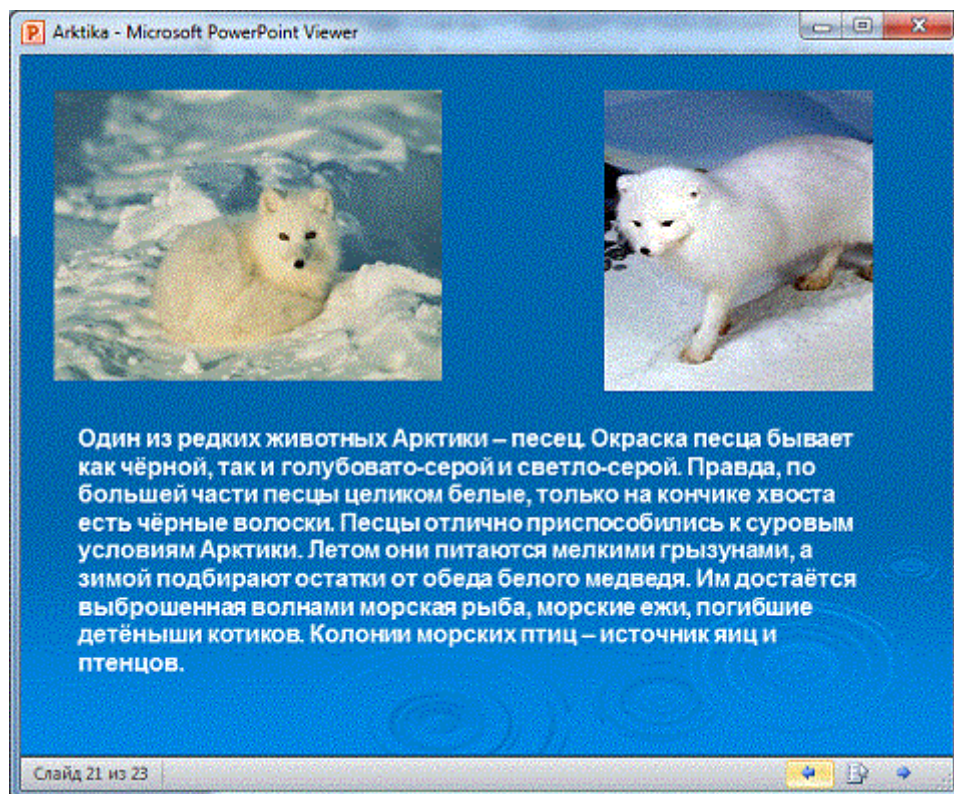 Arktika - Microsoft PowerPoint Viewer
Один из редких животных Арктики – песец. Окраска песца бывает
как чёрной, так и голубовато-серой и светло-серой. Правда, по
большей части песцы целиком белые, только на кончике хвоста
есть чёрные волоски. Песцы отлично приспособились к суровым
условиям Арктики. Летом они питаются мелкими грызунами, а
зимой подбирают остатки от обеда белого медведя. Им достаётся
выброшенная волнами морская рыба, морские ежи, погибшие
детёныши котиков. Колонии морских птиц – источник яиц и
птенцов.
Слайд 21 из 23